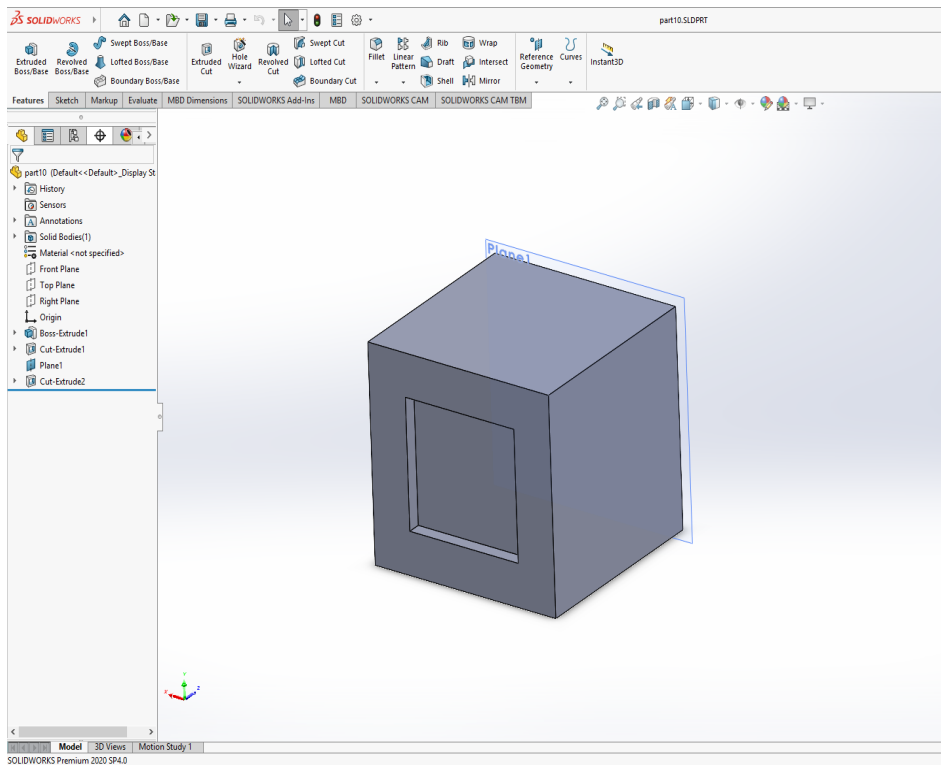 SOLIDWORKS
part10.SLDPRT
Extruded Boss/Base
Revolved Boss/Base
Swept Boss/Base
Lofted Boss/Base
Boundary Boss/Base
Extruded Cut
Hole Wizard
Revolved Cut
Swept Cut
Lofted Cut
Boundary Cut
Fillet
Linear Pattern
Rib
Draft
Shell
Wrap
Intersect
Mirror
Reference Geometry
Curves
Instant3D
Features Sketch Markup Evaluate MBD Dimensions SOLIDWORKS Add-Ins MBD SOLIDWORKS CAM SOLIDWORKS CAM TBM
part10 (Default<<Default>_Display St
History
Sensors
Annotations
Solid Bodies(1)
Material <not specified>
Front Plane
Top Plane
Right Plane
Origin
Boss-Extrude1
Cut-Extrude1
Plane1
Cut-Extrude2
Plane1
Y
X
Z
Model 3D Views Motion Study 1
SOLIDWORKS Premium 2020 SP4.0